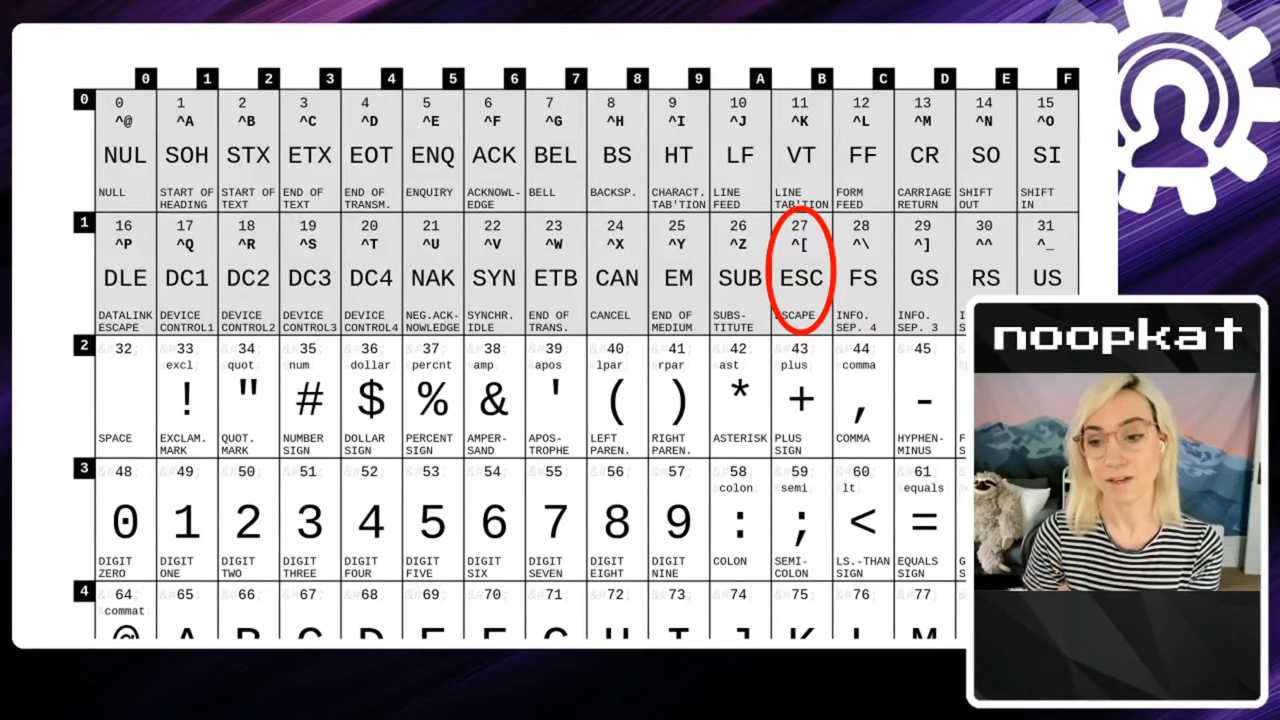 0 1 2 3 4 5 6 7 8 9 A B C D E F
0
0 1 2 3 4 5 6 7 8 9 10 11 12 13 14 15
^@ ^A ^B ^C ^D ^E ^F ^G ^H ^I ^J ^K ^L ^M ^N ^O
NUL SOH STX ETX EOT ENQ ACK BEL BS HT LF VT FF CR SO SI
NULL START OF START OF END OF END OF ENQUIRY ACKNOWL- BELL BACKSP. CHARACT. LINE LINE FORM CARRIAGE SHIFT SHIFT
HEADING TEXT TEXT TRANSM. EDGE TAB'TION FEED TAB'TION FEED RETURN OUT IN
1
16 17 18 19 20 21 22 23 24 25 26 27 28 29 30 31
^P ^Q ^R ^S ^T ^U ^V ^W ^X ^Y ^Z ^[ ^\ ^] ^^ ^_
DLE DC1 DC2 DC3 DC4 NAK SYN ETB CAN EM SUB ESC FS GS RS US
DATALINK DEVICE DEVICE DEVICE DEVICE NEG.ACK- SYNCHR. END OF CANCEL END OF SUBS- ESCAPE INFO. INFO.
ESCAPE CONTROL1 CONTROL2 CONTROL3 CONTROL4 NOWLEDGE IDLE TRANS. MEDIUM TITUTE SEP. 4 SEP. 3
2
&#32; &#33; &#34; &#35; &#36; &#37; &#38; &#39; &#40; &#41; &#42; &#43; &#44; &#45;
&excl; &quot; &num; &dollar; &percnt; &amp; &apos; &lpar; &rpar; &ast; &plus; &comma;
! " # $ % & ' ( ) * + , -
SPACE EXCLAM. QUOT. NUMBER DOLLAR PERCENT AMPER- APOS- LEFT RIGHT ASTERISK PLUS COMMA HYPHEN-
MARK MARK SIGN SIGN SIGN SAND TROPHE PAREN. PAREN. SIGN MINUS
3
&#48; &#49; &#50; &#51; &#52; &#53; &#54; &#55; &#56; &#57; &#58; &#59; &#60; &#61;
&colon; &semi; &lt; &equals;
0 1 2 3 4 5 6 7 8 9 : ; < =
DIGIT DIGIT DIGIT DIGIT DIGIT DIGIT DIGIT DIGIT DIGIT DIGIT COLON SEMI- LS.-THAN EQUALS
ZERO ONE TWO THREE FOUR FIVE SIX SEVEN EIGHT NINE COLON SIGN SIGN
4
&#64; &#65; &#66; &#67; &#68; &#69; &#70; &#71; &#72; &#73; &#74; &#75; &#76; &#77;
&commat;
noopkat